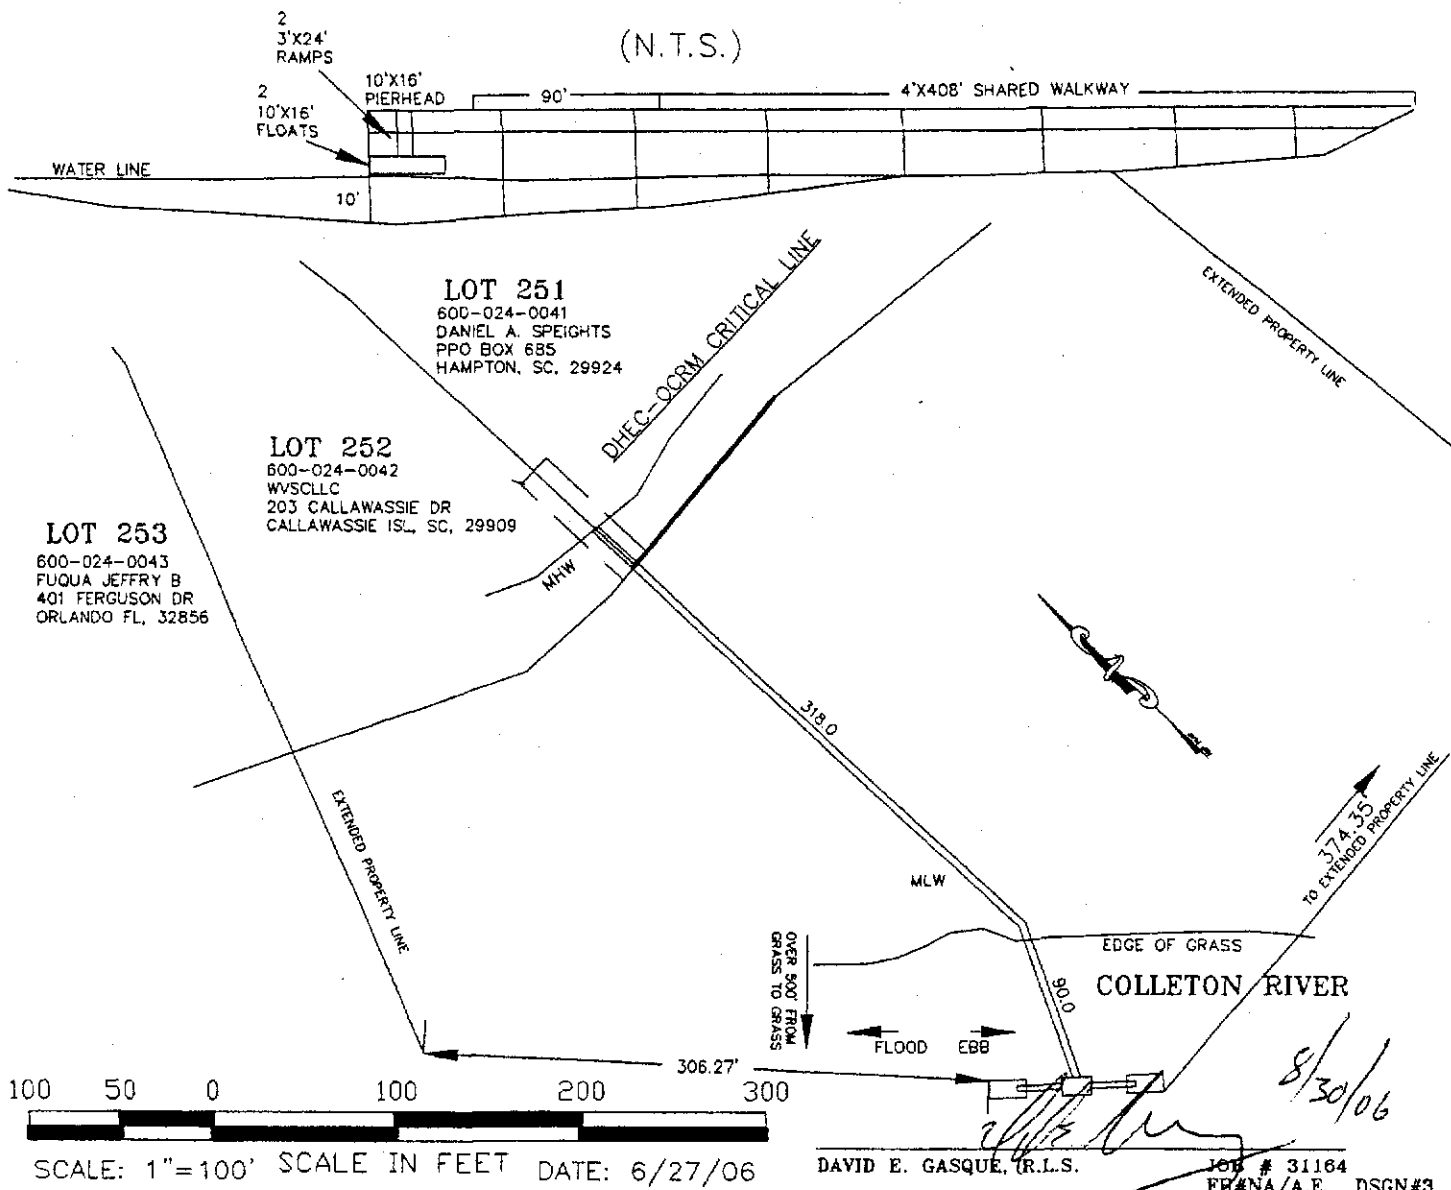 (N.T.S.)
2
3'X24'
RAMPS
10'X16'
PIERHEAD
90'
4'X408' SHARED WALKWAY
2
10'X16'
FLOATS
WATER LINE
10'
LOT 251
600-024-0041
DANIEL A. SPEIGHTS
PPO BOX 685
HAMPTON, SC, 29924
DHEC-OCRM CRITICAL LINE
EXTENDED PROPERTY LINE
LOT 252
600-024-0042
WVSCLLC
203 CALLAWASSIE DR
CALLAWASSIE ISL, SC, 29909
LOT 253
600-024-0043
FUQUA JEFFRY B
401 FERGUSON DR
ORLANDO FL, 32856
MHW
318.0
EXTENDED PROPERTY LINE
374.35'
TO EXTENDED PROPERTY LINE
MLW
OVER 500' FROM
GRASS TO GRASS
EDGE OF GRASS
COLLETON RIVER
90.0
FLOOD EBB
306.27'
8/30/06
100 50 0 100 200 300
SCALE: 1"=100' SCALE IN FEET DATE: 6/27/06
DAVID E. GASQUE, R.L.S.
JOB # 31164
FB#NA/A.E. DSGN#3